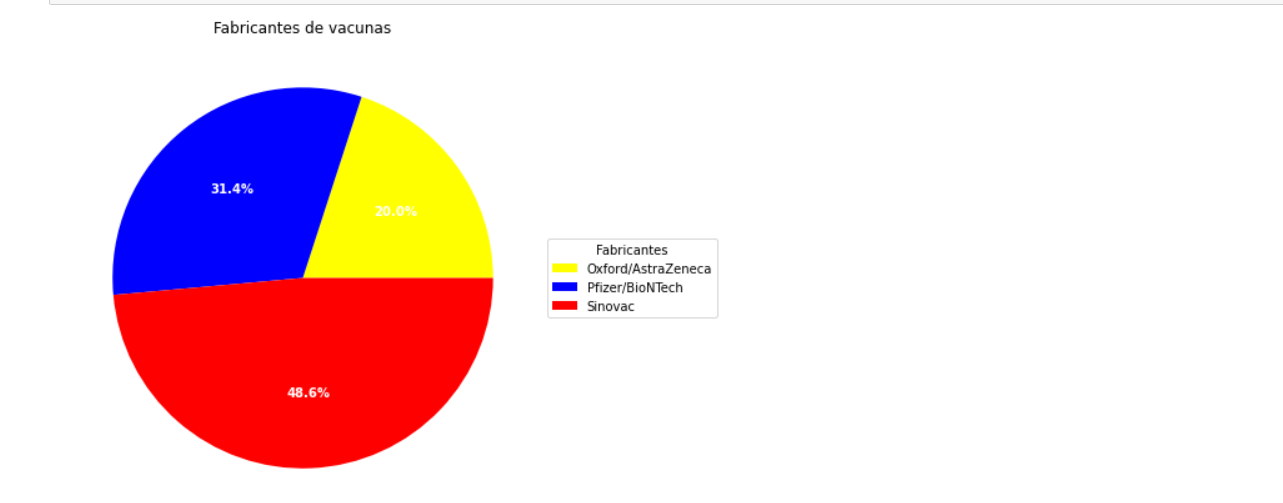 Fabricantes de vacunas
31.4%
20.0%
48.6%
Fabricantes
Oxford/AstraZeneca
Pfizer/BioNTech
Sinovac